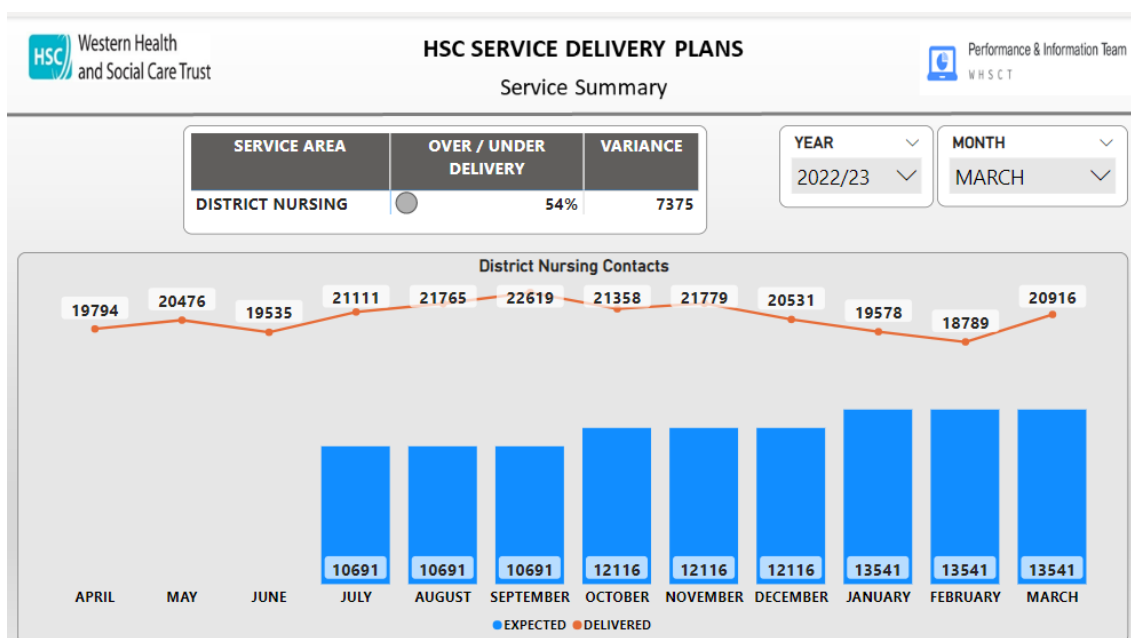 HSC
Western Health
and Social Care Trust
HSC SERVICE DELIVERY PLANS
Service Summary
Performance & Information Team
WHSCT
SERVICE AREA OVER / UNDER DELIVERY VARIANCE
DISTRICT NURSING 54% 7375
YEAR
2022/23
MONTH
MARCH
District Nursing Contacts
19794 20476 19535 21111 21765 22619 21358 21779 20531 19578 18789 20916
10691 10691 10691 12116 12116 12116 13541 13541 13541
APRIL MAY JUNE JULY AUGUST SEPTEMBER OCTOBER NOVEMBER DECEMBER JANUARY FEBRUARY MARCH
EXPECTED DELIVERED